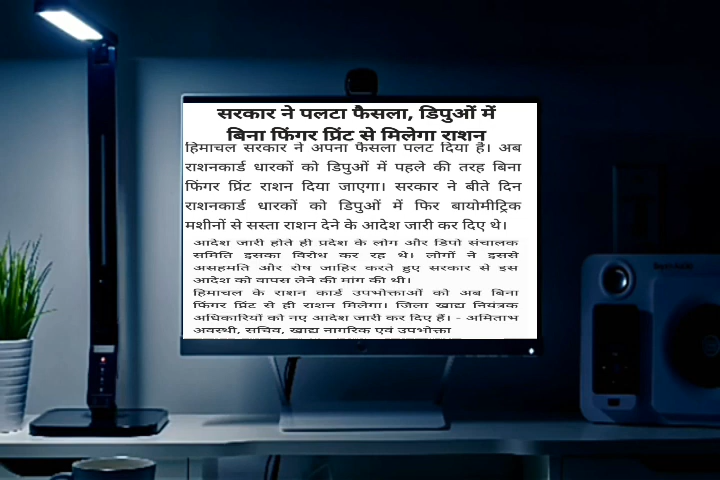 सरकार ने पलटा फैसला, डिपुओं में
बिना फिंगर प्रिंट से मिलेगा राशन
हिमाचल सरकार ने अपना फैसला पलट दिया है। अब
राशनकार्ड धारकों को डिपुओं में पहले की तरह बिना
फिंगर प्रिंट राशन दिया जाएगा। सरकार ने बीते दिन
राशनकार्ड धारकों को डिपुओं में फिर बायोमीट्रिक
मशीनों से सस्ता राशन देने के आदेश जारी कर दिए थे।
आदेश जारी होते ही प्रदेश के लोग और डिपो संचालक
समिति इसका विरोध कर रहे थे। लोगों ने इससे
असहमति और रोष जाहिर करते हुए सरकार से इस
आदेश को वापस लेने की मांग की थी।
हिमाचल के राशन कार्ड उपभोक्ताओं को अब बिना
फिंगर प्रिंट से ही राशन मिलेगा। जिला खाद्य नियंत्रक
अधिकारियों को नए आदेश जारी कर दिए हैं। - अमिताभ
अवस्थी, सचिव, खाद्य नागरिक एवं उपभोक्ता